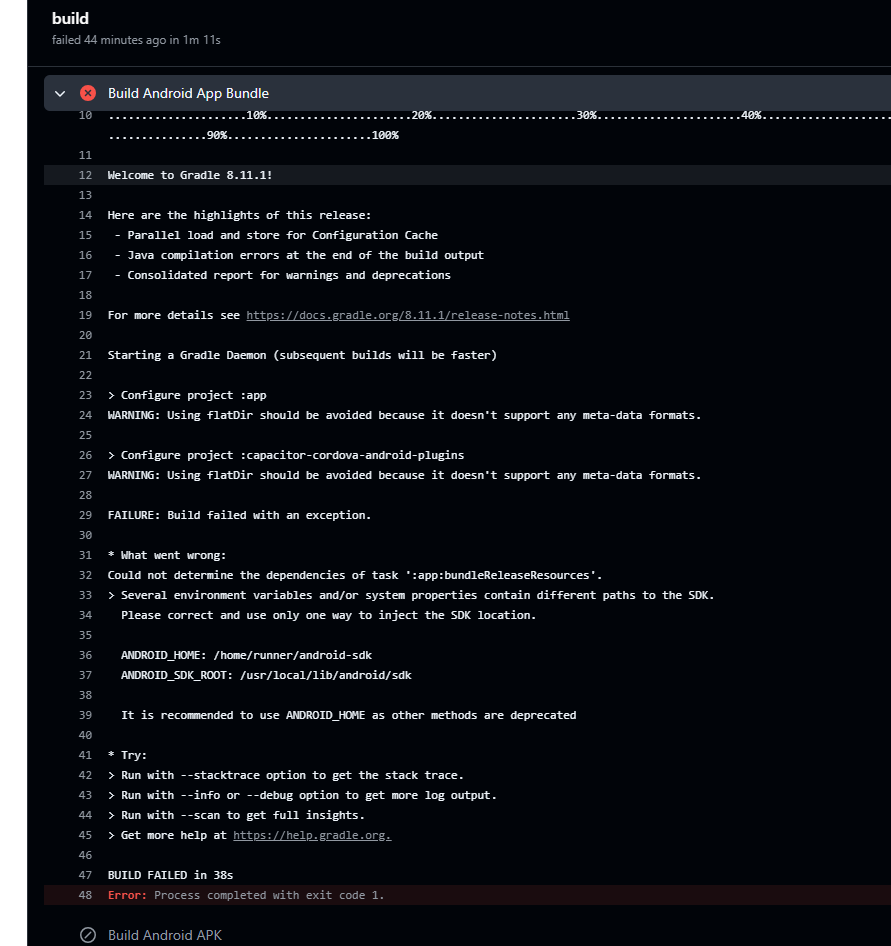 build
failed 44 minutes ago in 1m 11s
Build Android App Bundle
10 .....................10%......................20%......................30%......................40%...................
...............90%......................100%
11
12 Welcome to Gradle 8.11.1!
13
14 Here are the highlights of this release:
15 - Parallel load and store for Configuration Cache
16 - Java compilation errors at the end of the build output
17 - Consolidated report for warnings and deprecations
18
19 For more details see https://docs.gradle.org/8.11.1/release-notes.html
20
21 Starting a Gradle Daemon (subsequent builds will be faster)
22
23 > Configure project :app
24 WARNING: Using flatDir should be avoided because it doesn't support any meta-data formats.
25
26 > Configure project :capacitor-cordova-android-plugins
27 WARNING: Using flatDir should be avoided because it doesn't support any meta-data formats.
28
29 FAILURE: Build failed with an exception.
30
31 * What went wrong:
32 Could not determine the dependencies of task ':app:bundleReleaseResources'.
33 > Several environment variables and/or system properties contain different paths to the SDK.
34 Please correct and use only one way to inject the SDK location.
35
36 ANDROID_HOME: /home/runner/android-sdk
37 ANDROID_SDK_ROOT: /usr/local/lib/android/sdk
38
39 It is recommended to use ANDROID_HOME as other methods are deprecated
40
41 * Try:
42 > Run with --stacktrace option to get the stack trace.
43 > Run with --info or --debug option to get more log output.
44 > Run with --scan to get full insights.
45 > Get more help at https://help.gradle.org.
46
47 BUILD FAILED in 38s
48 Error: Process completed with exit code 1.
Build Android APK